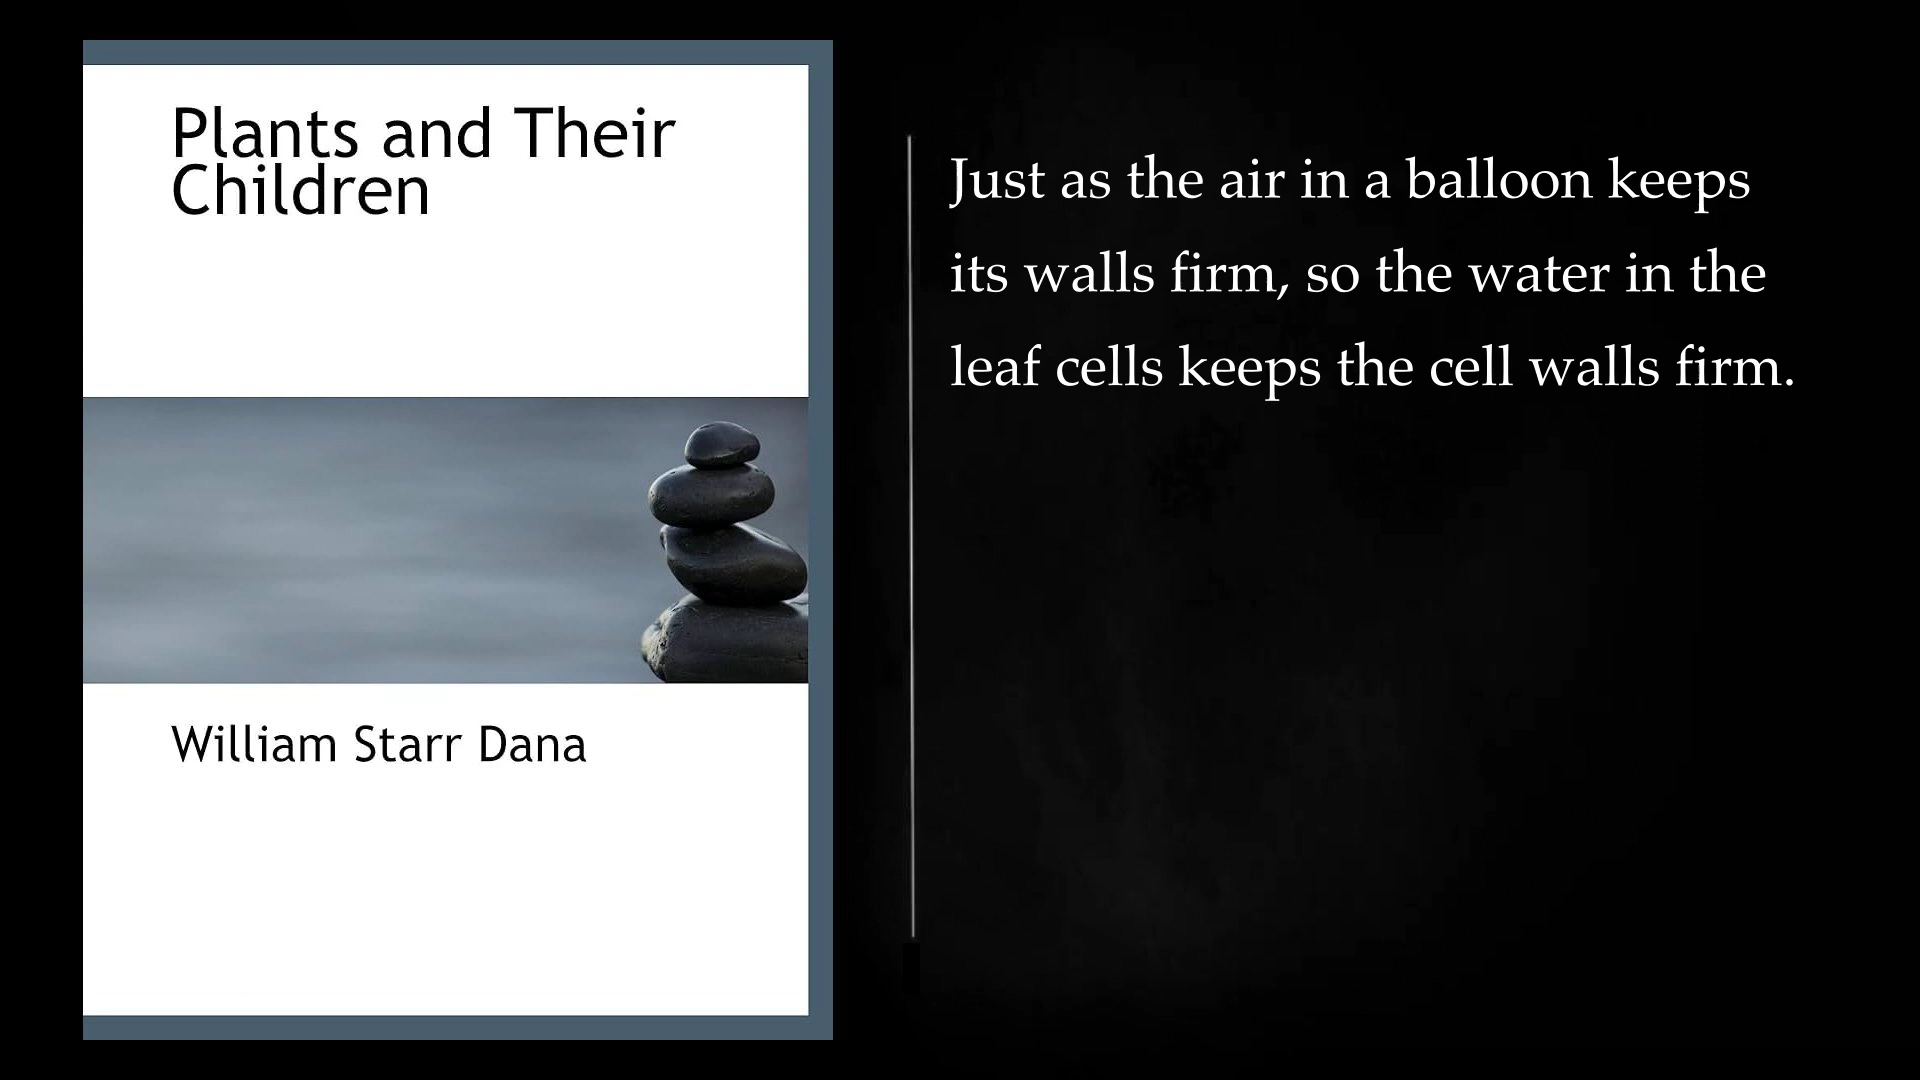 Plants and Their
Children
William Starr Dana
Just as the air in a balloon keeps
its walls firm, so the water in the
leaf cells keeps the cell walls firm.